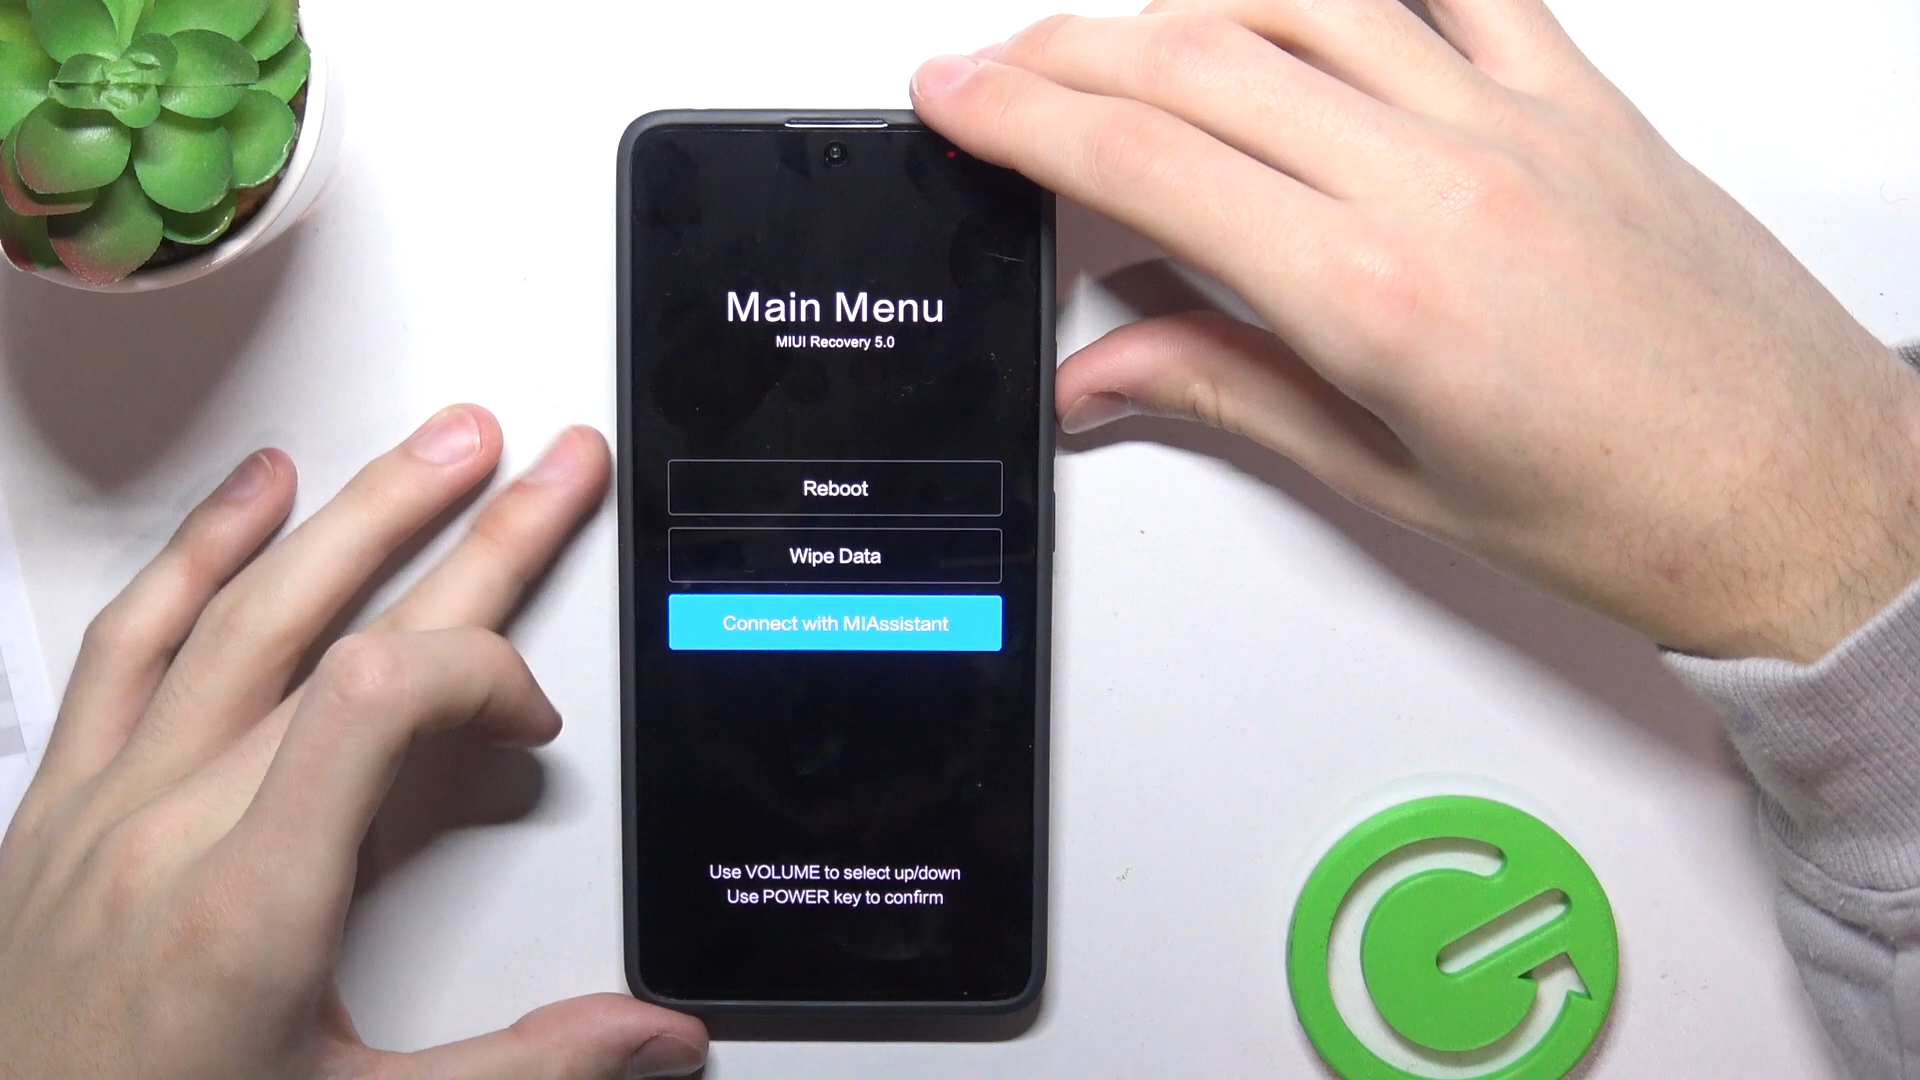 Main Menu
MIUI Recovery 5.0
Reboot
Wipe Data
Connect with MIAssistant
Use VOLUME to select up/down
Use POWER key to confirm